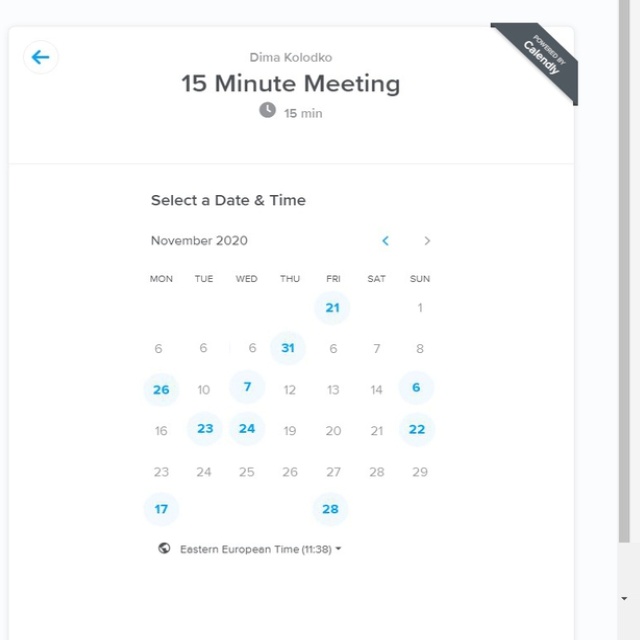 POWERED BY
Calendly
Dima Kolodko
15 Minute Meeting
15 min
Select a Date & Time
November 2020
MON TUE WED THU FRI SAT SUN
21 1
6 6 6 31 6 7 8
26 10 7 12 13 14 6
16 23 24 19 20 21 22
23 24 25 26 27 28 29
17 28
Eastern European Time (11:38)